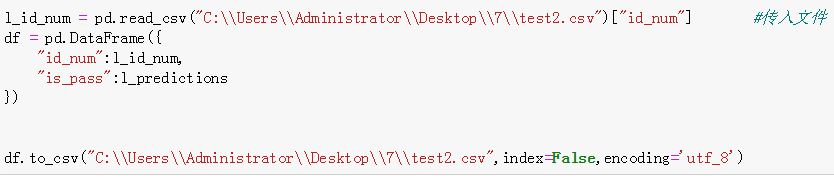 l_id_num = pd.read_csv("C:\\Users\\Administrator\\Desktop\\7\\test2.csv")["id_num"]        #传入文件
df = pd.DataFrame({
    "id_num":l_id_num,
    "is_pass":l_predictions
})
df.to_csv("C:\\Users\\Administrator\\Desktop\\7\\test2.csv",index=False,encoding='utf_8')